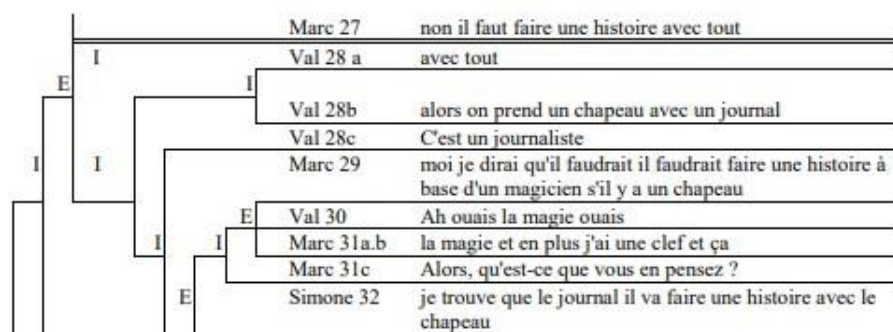 Marc 27 non il faut faire une histoire avec tout
I Val 28 a avec tout
E I
Val 28b alors on prend un chapeau avec un journal
Val 28c C'est un journaliste
I I Marc 29 moi je dirai qu'il faudrait il faudrait faire une histoire à
base d'un magicien s'il y a un chapeau
E Val 30 Ah ouais la magie ouais
I I Marc 31a.b la magie et en plus j'ai une clef et ça
Marc 31c Alors, qu'est-ce que vous en pensez ?
E Simone 32 je trouve que le journal il va faire une histoire avec le
chapeau